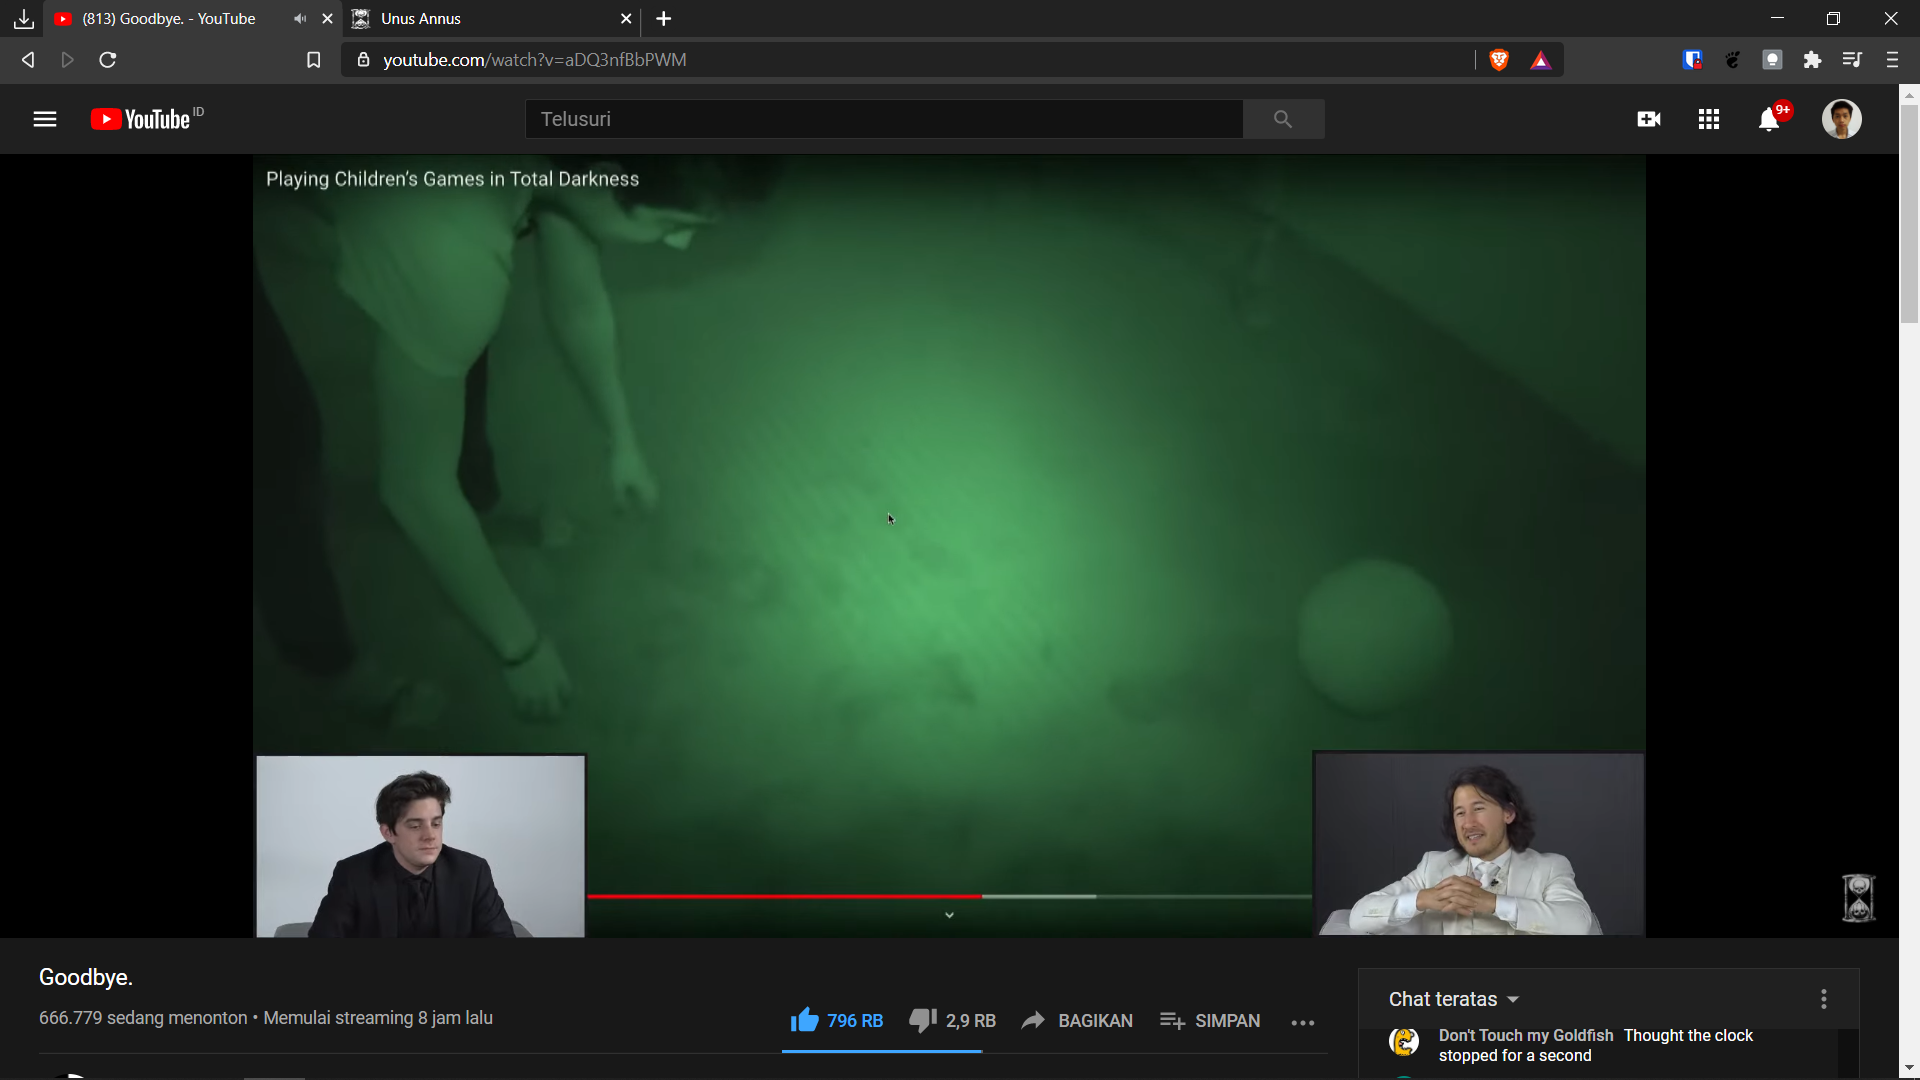 (813) Goodbye. - YouTube
Unus Annus
youtube.com/watch?v=aDQ3nfBbPWM
YouTube ID
Telusuri
9+
Playing Children's Games in Total Darkness
Goodbye.
666.779 sedang menonton • Memulai streaming 8 jam lalu
796 RB
2,9 RB
BAGIKAN
SIMPAN
Chat teratas
Don't Touch my Goldfish Thought the clock
stopped for a second